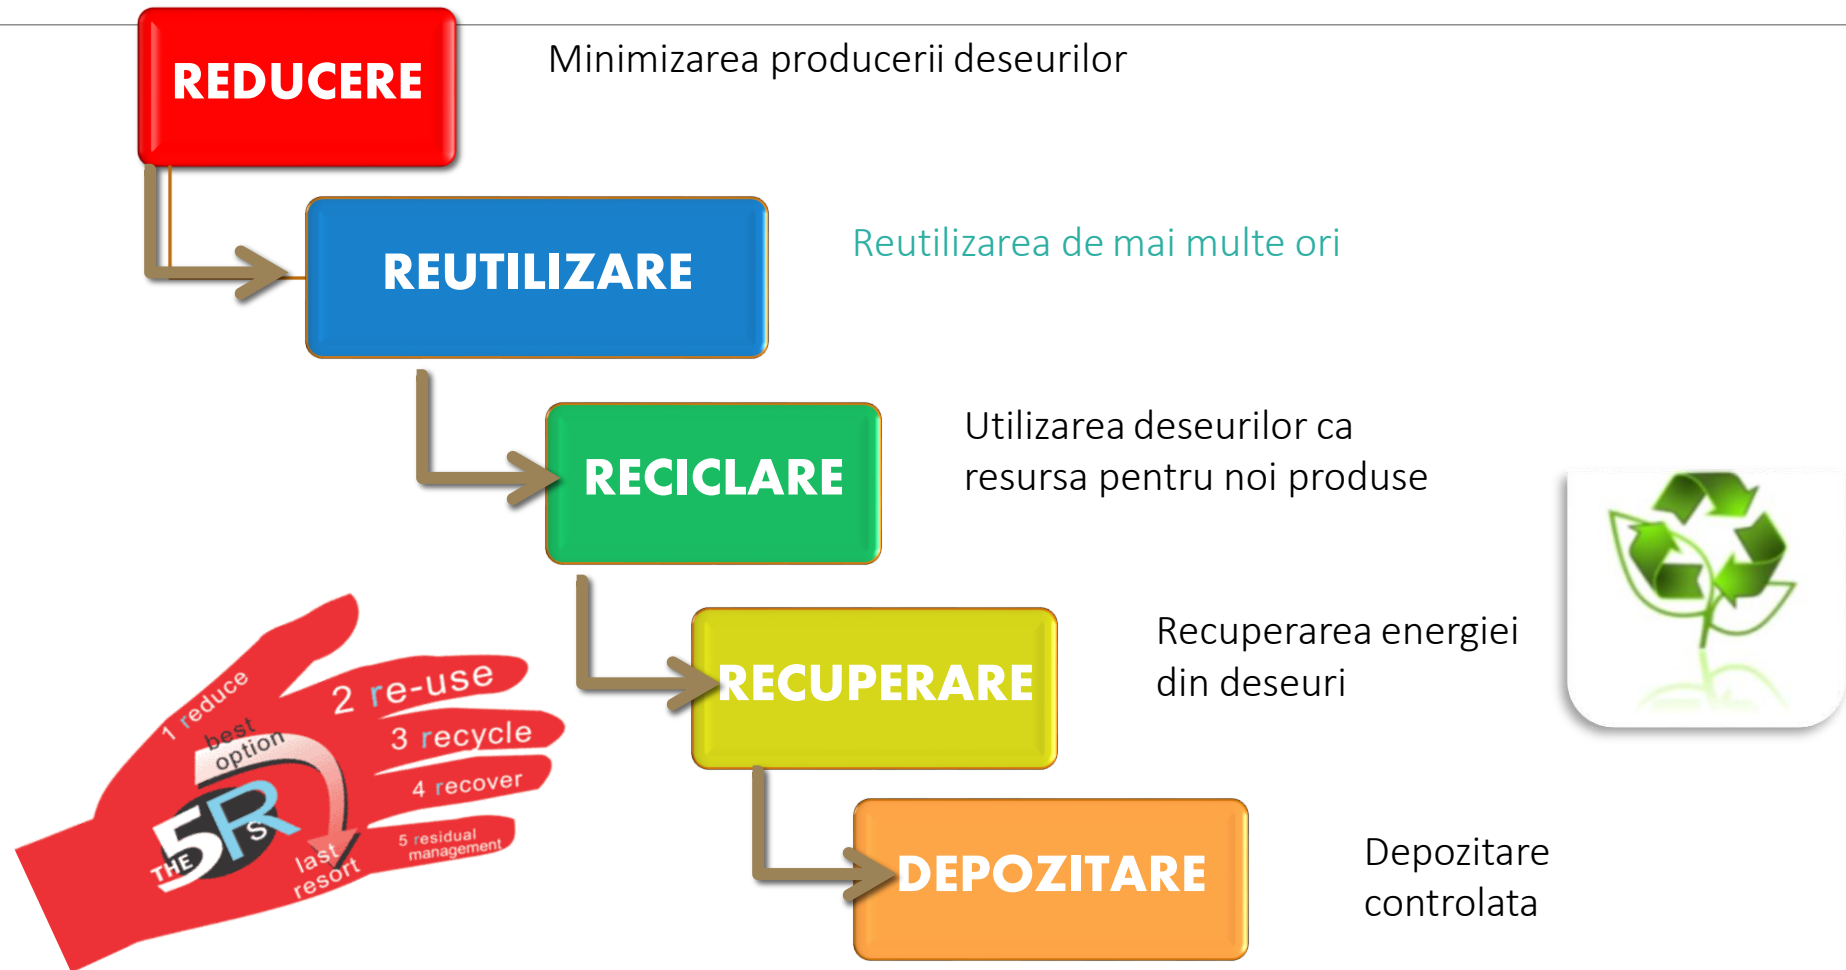 REDUCERE
Minimizarea producerii deseurilor
REUTILIZARE
Reutilizarea de mai multe ori
RECICLARE
Utilizarea deseurilor ca
resursa pentru noi produse
RECUPERARE
Recuperarea energiei
din deseuri
DEPOZITARE
Depozitare
controlata
1 reduce
2 re-use
3 recycle
4 recover
5 residual
management
best
option
THE 5Rs
last
resort